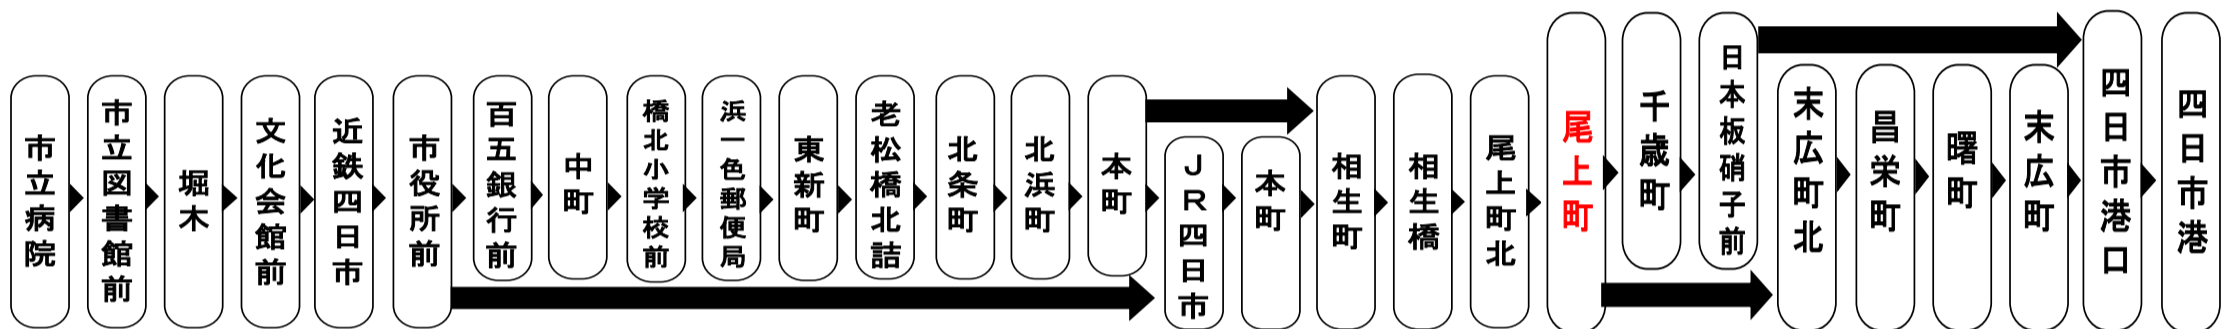 市立病院
市立図書館前
堀木
文化会館前
近鉄四日市
市役所前
百五銀行前
中町
橋北小学校前
浜一色郵便局
東新町
老松橋北詰
北条町
北浜町
本町
JR四日市
本町
相生町
相生橋
尾上町北
尾上町
千歳町
日本板硝子前
末広町北
昌栄町
曙町
末広町
四日市港口
四日市港